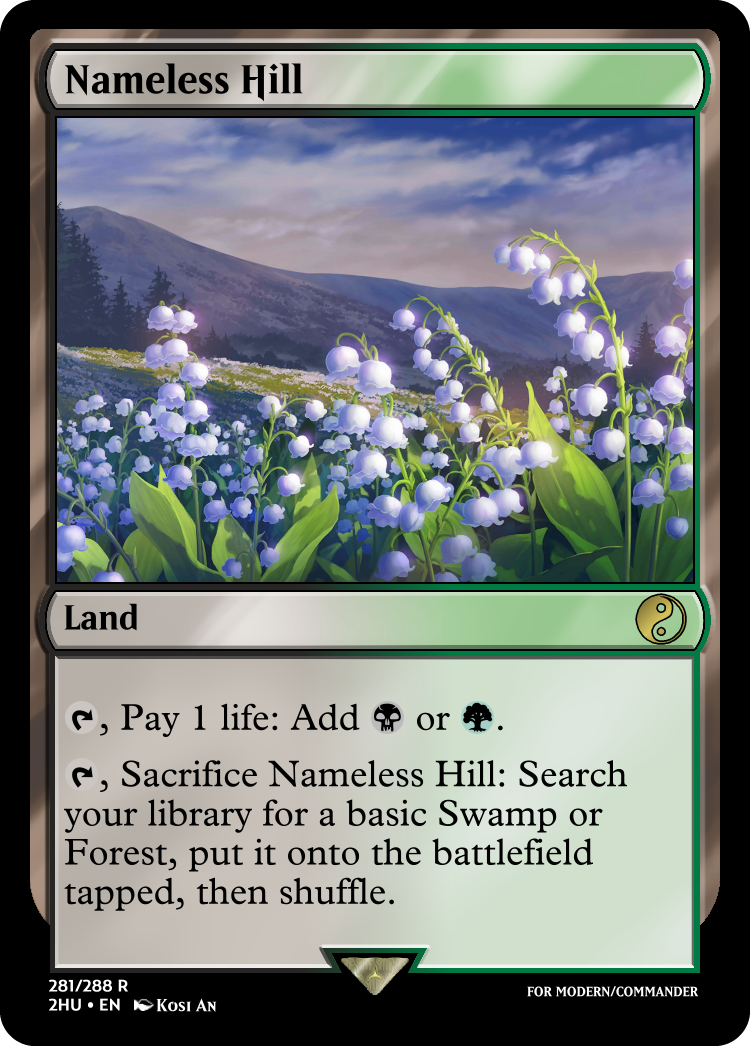 Nameless Hill
Land
, Pay 1 life: Add or .
, Sacrifice Nameless Hill: Search
your library for a basic Swamp or
Forest, put it onto the battlefield
tapped, then shuffle.
281/288 R
2HU • EN Kosi An
FOR MODERN/COMMANDER